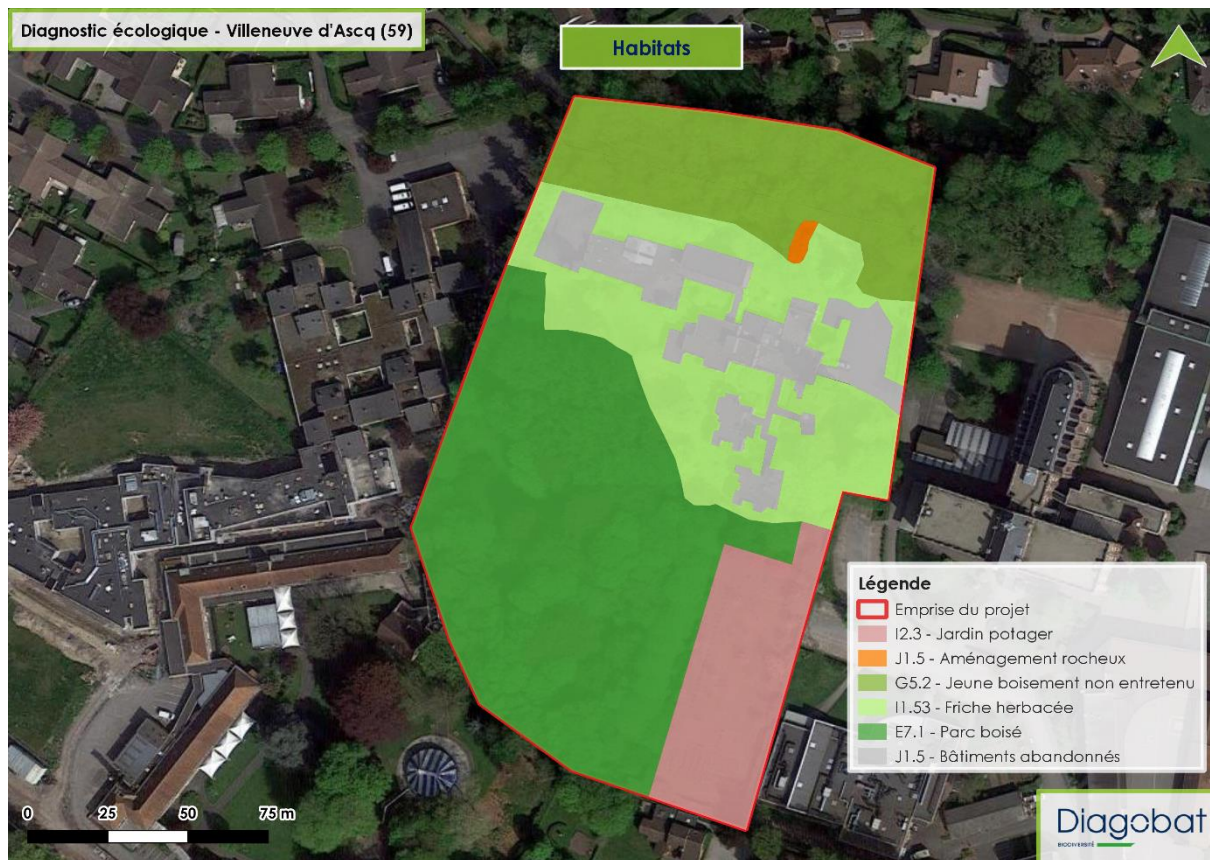 Diagnostic écologique - Villeneuve d'Ascq (59)
Habitats
Légende
Emprise du projet
I2.3 - Jardin potager
J1.5 - Aménagement rocheux
G5.2 - Jeune boisement non entretenu
I1.53 - Friche herbacée
E7.1 - Parc boisé
J1.5 - Bâtiments abandonnés
0 25 50 75 m
Diagobat
BIODIVERSITÉ